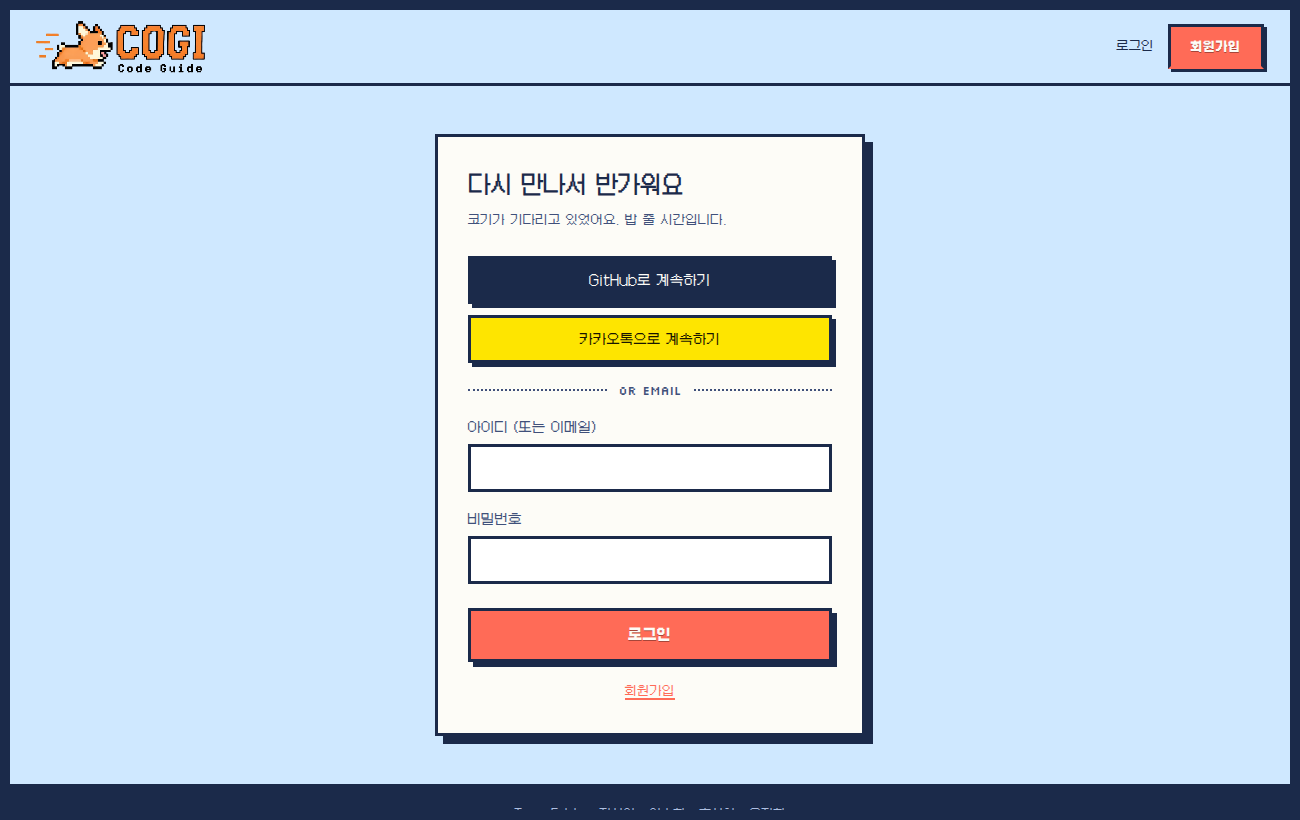 COGI
Code Guide
로그인
회원가입
다시 만나서 반가워요
코기가 기다리고 있었어요. 밥 줄 시간입니다.
GitHub로 계속하기
카카오톡으로 계속하기
OR EMAIL
아이디 (또는 이메일)
비밀번호
로그인
회원가입